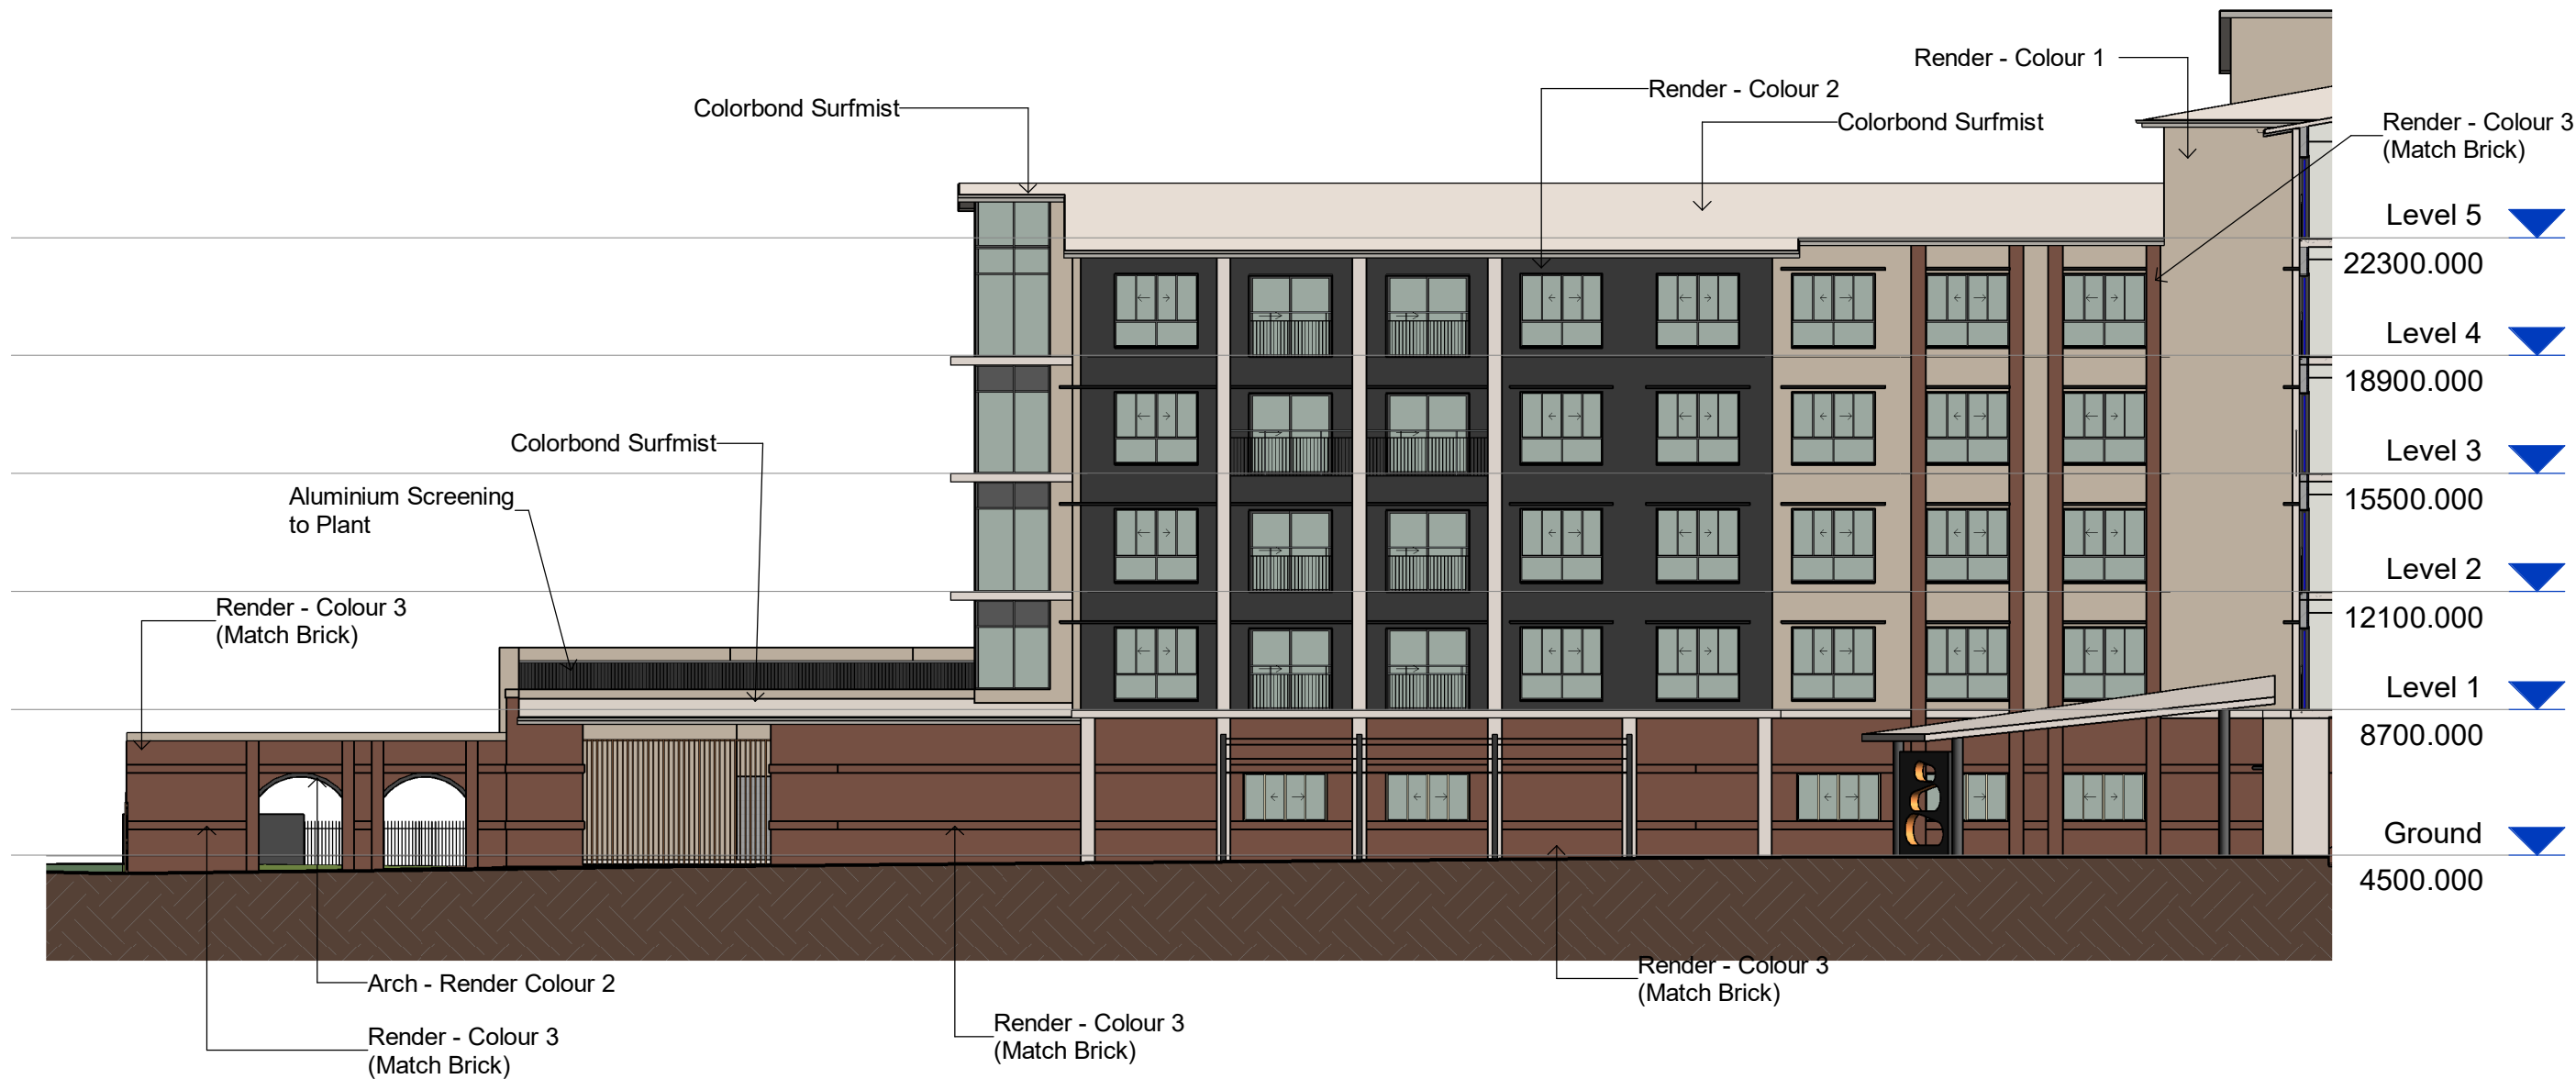 Render - Colour 1
Render - Colour 2
Colorbond Surfmist
Colorbond Surfmist
Render - Colour 3
(Match Brick)
Level 5
22300.000
Level 4
18900.000
Colorbond Surfmist
Level 3
15500.000
Aluminium Screening
to Plant
Level 2
12100.000
Render - Colour 3
(Match Brick)
Level 1
8700.000
Ground
4500.000
Render - Colour 3
(Match Brick)
Arch - Render Colour 2
Render - Colour 3
(Match Brick)
Render - Colour 3
(Match Brick)